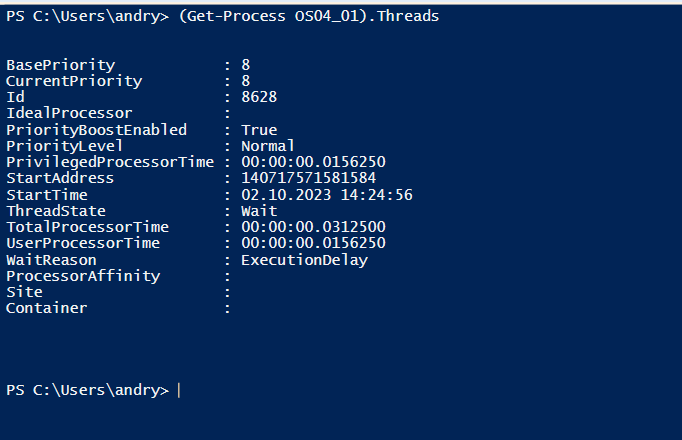 PS C:\Users\andry> (Get-Process OS04_01).Threads
BasePriority : 8
CurrentPriority : 8
Id : 8628
IdealProcessor :
PriorityBoostEnabled : True
PriorityLevel : Normal
PrivilegedProcessorTime : 00:00:00.0156250
StartAddress : 140717571581584
StartTime : 02.10.2023 14:24:56
ThreadState : Wait
TotalProcessorTime : 00:00:00.0312500
UserProcessorTime : 00:00:00.0156250
WaitReason : ExecutionDelay
ProcessorAffinity :
Site :
Container :
PS C:\Users\andry>